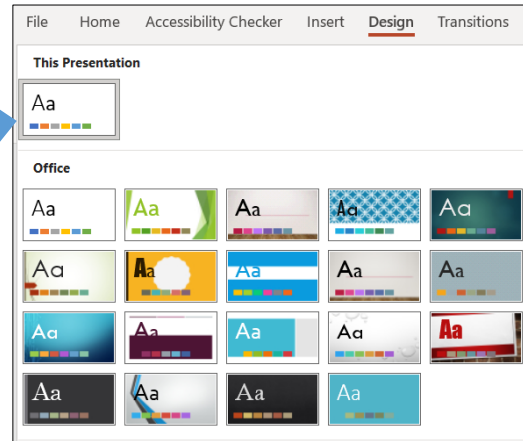 File Home Accessibility Checker Insert Design Transitions
This Presentation
Aa
Office
Aa Aa Aa Aa Aa
Aa Aa Aa Aa Aa
Aa Aa Aa Aa Aa
Aa Aa Aa Aa